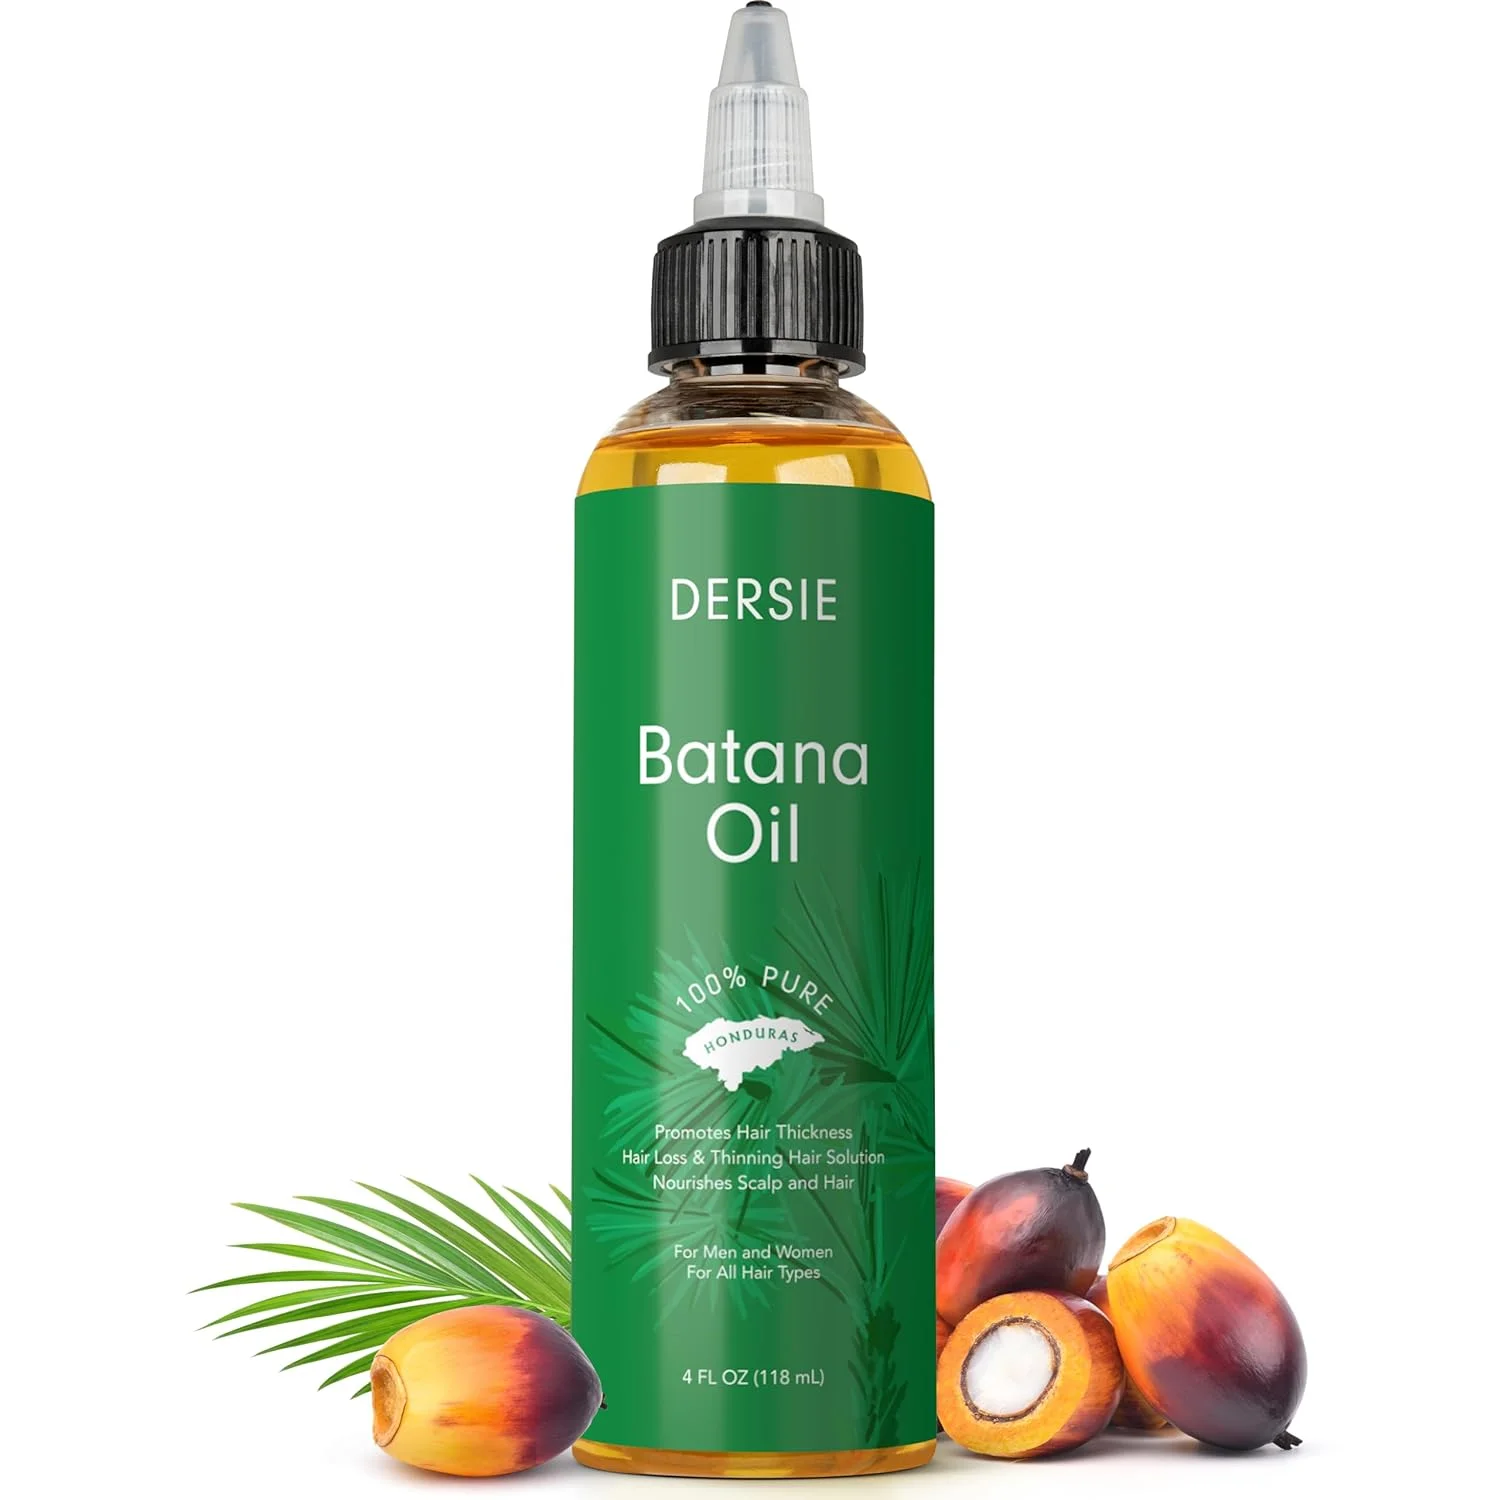 DERSIE
Batana
Oil
100% PURE
HONDURAS
Promotes Hair Thickness
Hair Loss & Thinning Hair Solution
Nourishes Scalp and Hair
For Men and Women
For All Hair Types
4 FL OZ (118 mL)